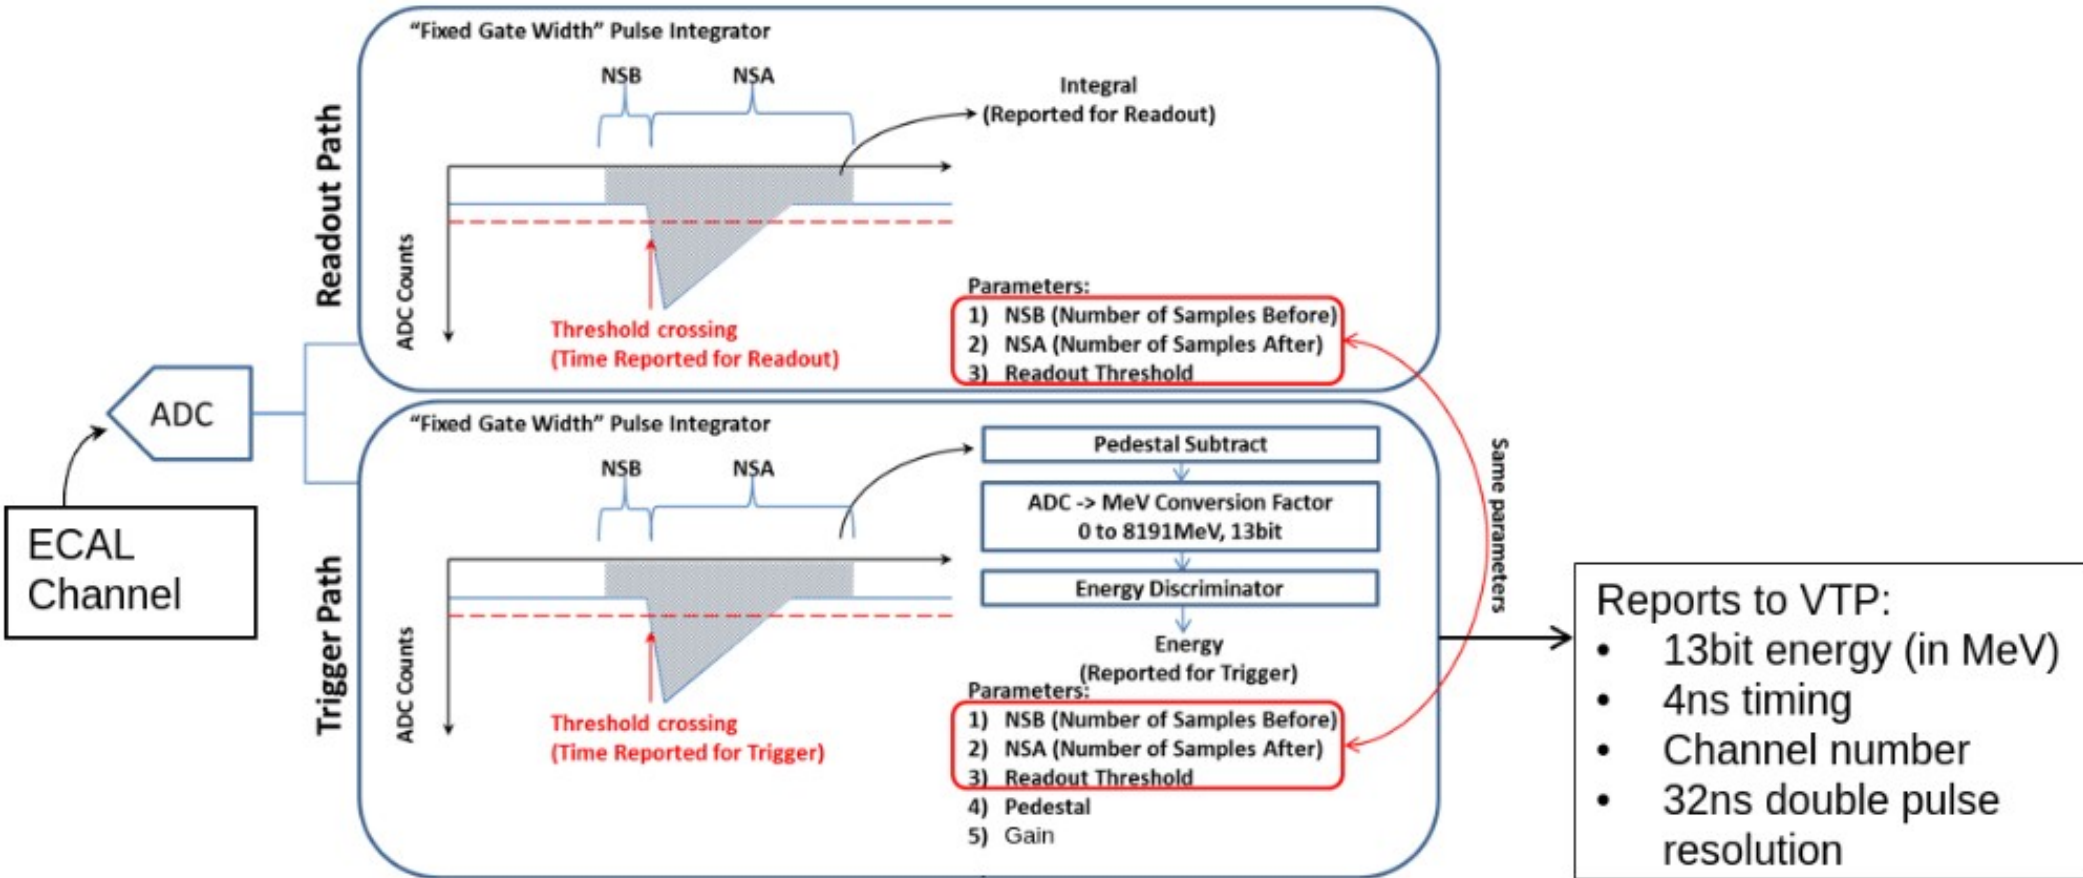 "Fixed Gate Width" Pulse Integrator
NSB
NSA
Integral
(Reported for Readout)
Readout Path
ADC Counts
Threshold crossing
(Time Reported for Readout)
Parameters:
1) NSB (Number of Samples Before)
2) NSA (Number of Samples After)
3) Readout Threshold
ADC
ECAL
Channel
"Fixed Gate Width" Pulse Integrator
NSB
NSA
Pedestal Subtract
ADC -> MeV Conversion Factor
0 to 8191MeV, 13bit
Energy Discriminator
Energy
(Reported for Trigger)
Trigger Path
ADC Counts
Threshold crossing
(Time Reported for Trigger)
Parameters:
1) NSB (Number of Samples Before)
2) NSA (Number of Samples After)
3) Readout Threshold
4) Pedestal
5) Gain
Same parameters
Reports to VTP:
• 13bit energy (in MeV)
• 4ns timing
• Channel number
• 32ns double pulse
resolution